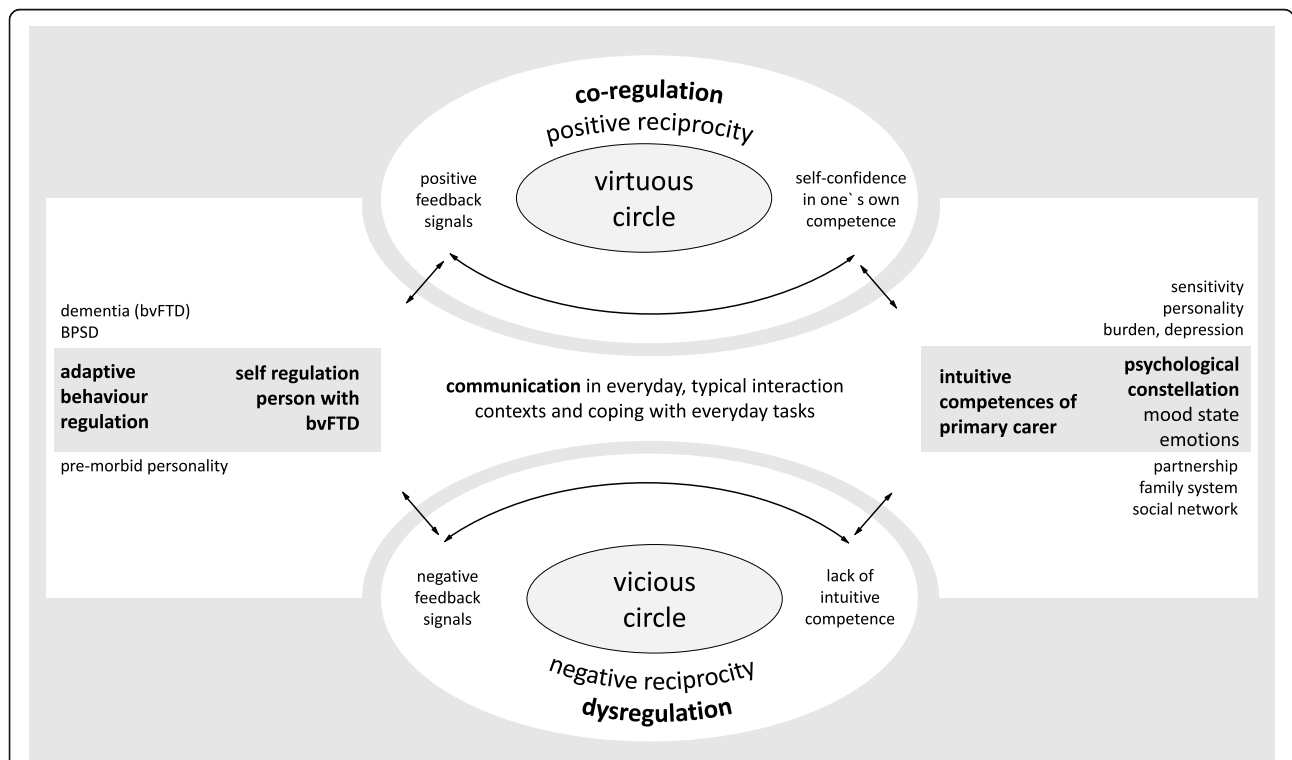 co-regulation
positive reciprocity
virtuous
circle
positive
feedback
signals
self-confidence
in one`s own
competence
dementia (bvFTD)
BPSD
adaptive
behaviour
regulation
self regulation
person with
bvFTD
pre-morbid personality
communication in everyday, typical interaction
contexts and coping with everyday tasks
sensitivity
personality
burden, depression
intuitive
competences of
primary carer
psychological
constellation
mood state
emotions
partnership
family system
social network
negative
feedback
signals
vicious
circle
lack of
intuitive
competence
negative reciprocity
dysregulation